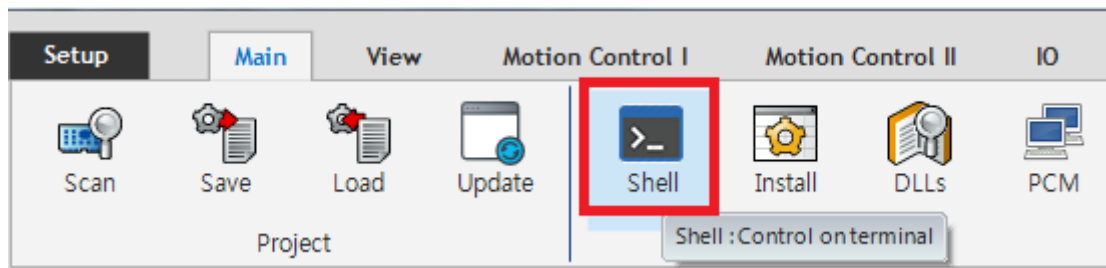 Setup Main View Motion Control I Motion Control II IO
Scan Save Load Update Shell Install DLLs PCM
Project
Shell : Control on terminal